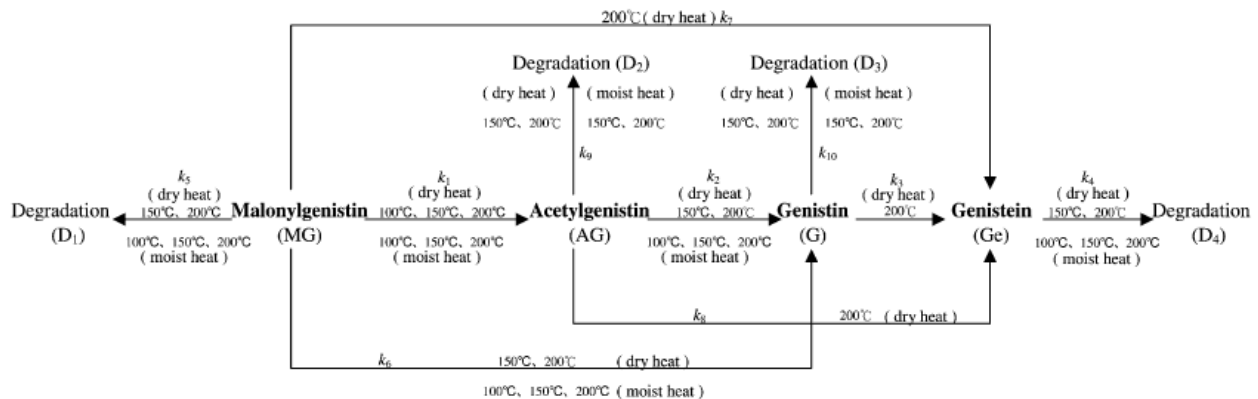 200℃ ( dry heat ) k7
Degradation (D2)
Degradation (D3)
( dry heat ) ( moist heat )
( dry heat ) ( moist heat )
150℃、200℃ 150℃、200℃
150℃、200℃ 150℃、200℃
k9
k10
k5
k1
k2
k3
k4
( dry heat )
( dry heat )
( dry heat )
( dry heat )
( dry heat )
150℃、200℃
100℃、150℃、200℃
150℃、200℃
200℃
150℃、200℃
Degradation
(D1)
Malonylgenistin
(MG)
Acetylgenistin
(AG)
Genistin
(G)
Genistein
(Ge)
Degradation
(D4)
100℃、150℃、200℃
( moist heat )
100℃、150℃、200℃
( moist heat )
100℃、150℃、200℃
( moist heat )
100℃、150℃、200℃
( moist heat )
k8 200℃ ( dry heat )
k6 150℃、200℃ ( dry heat )
100℃、150℃、200℃ ( moist heat )